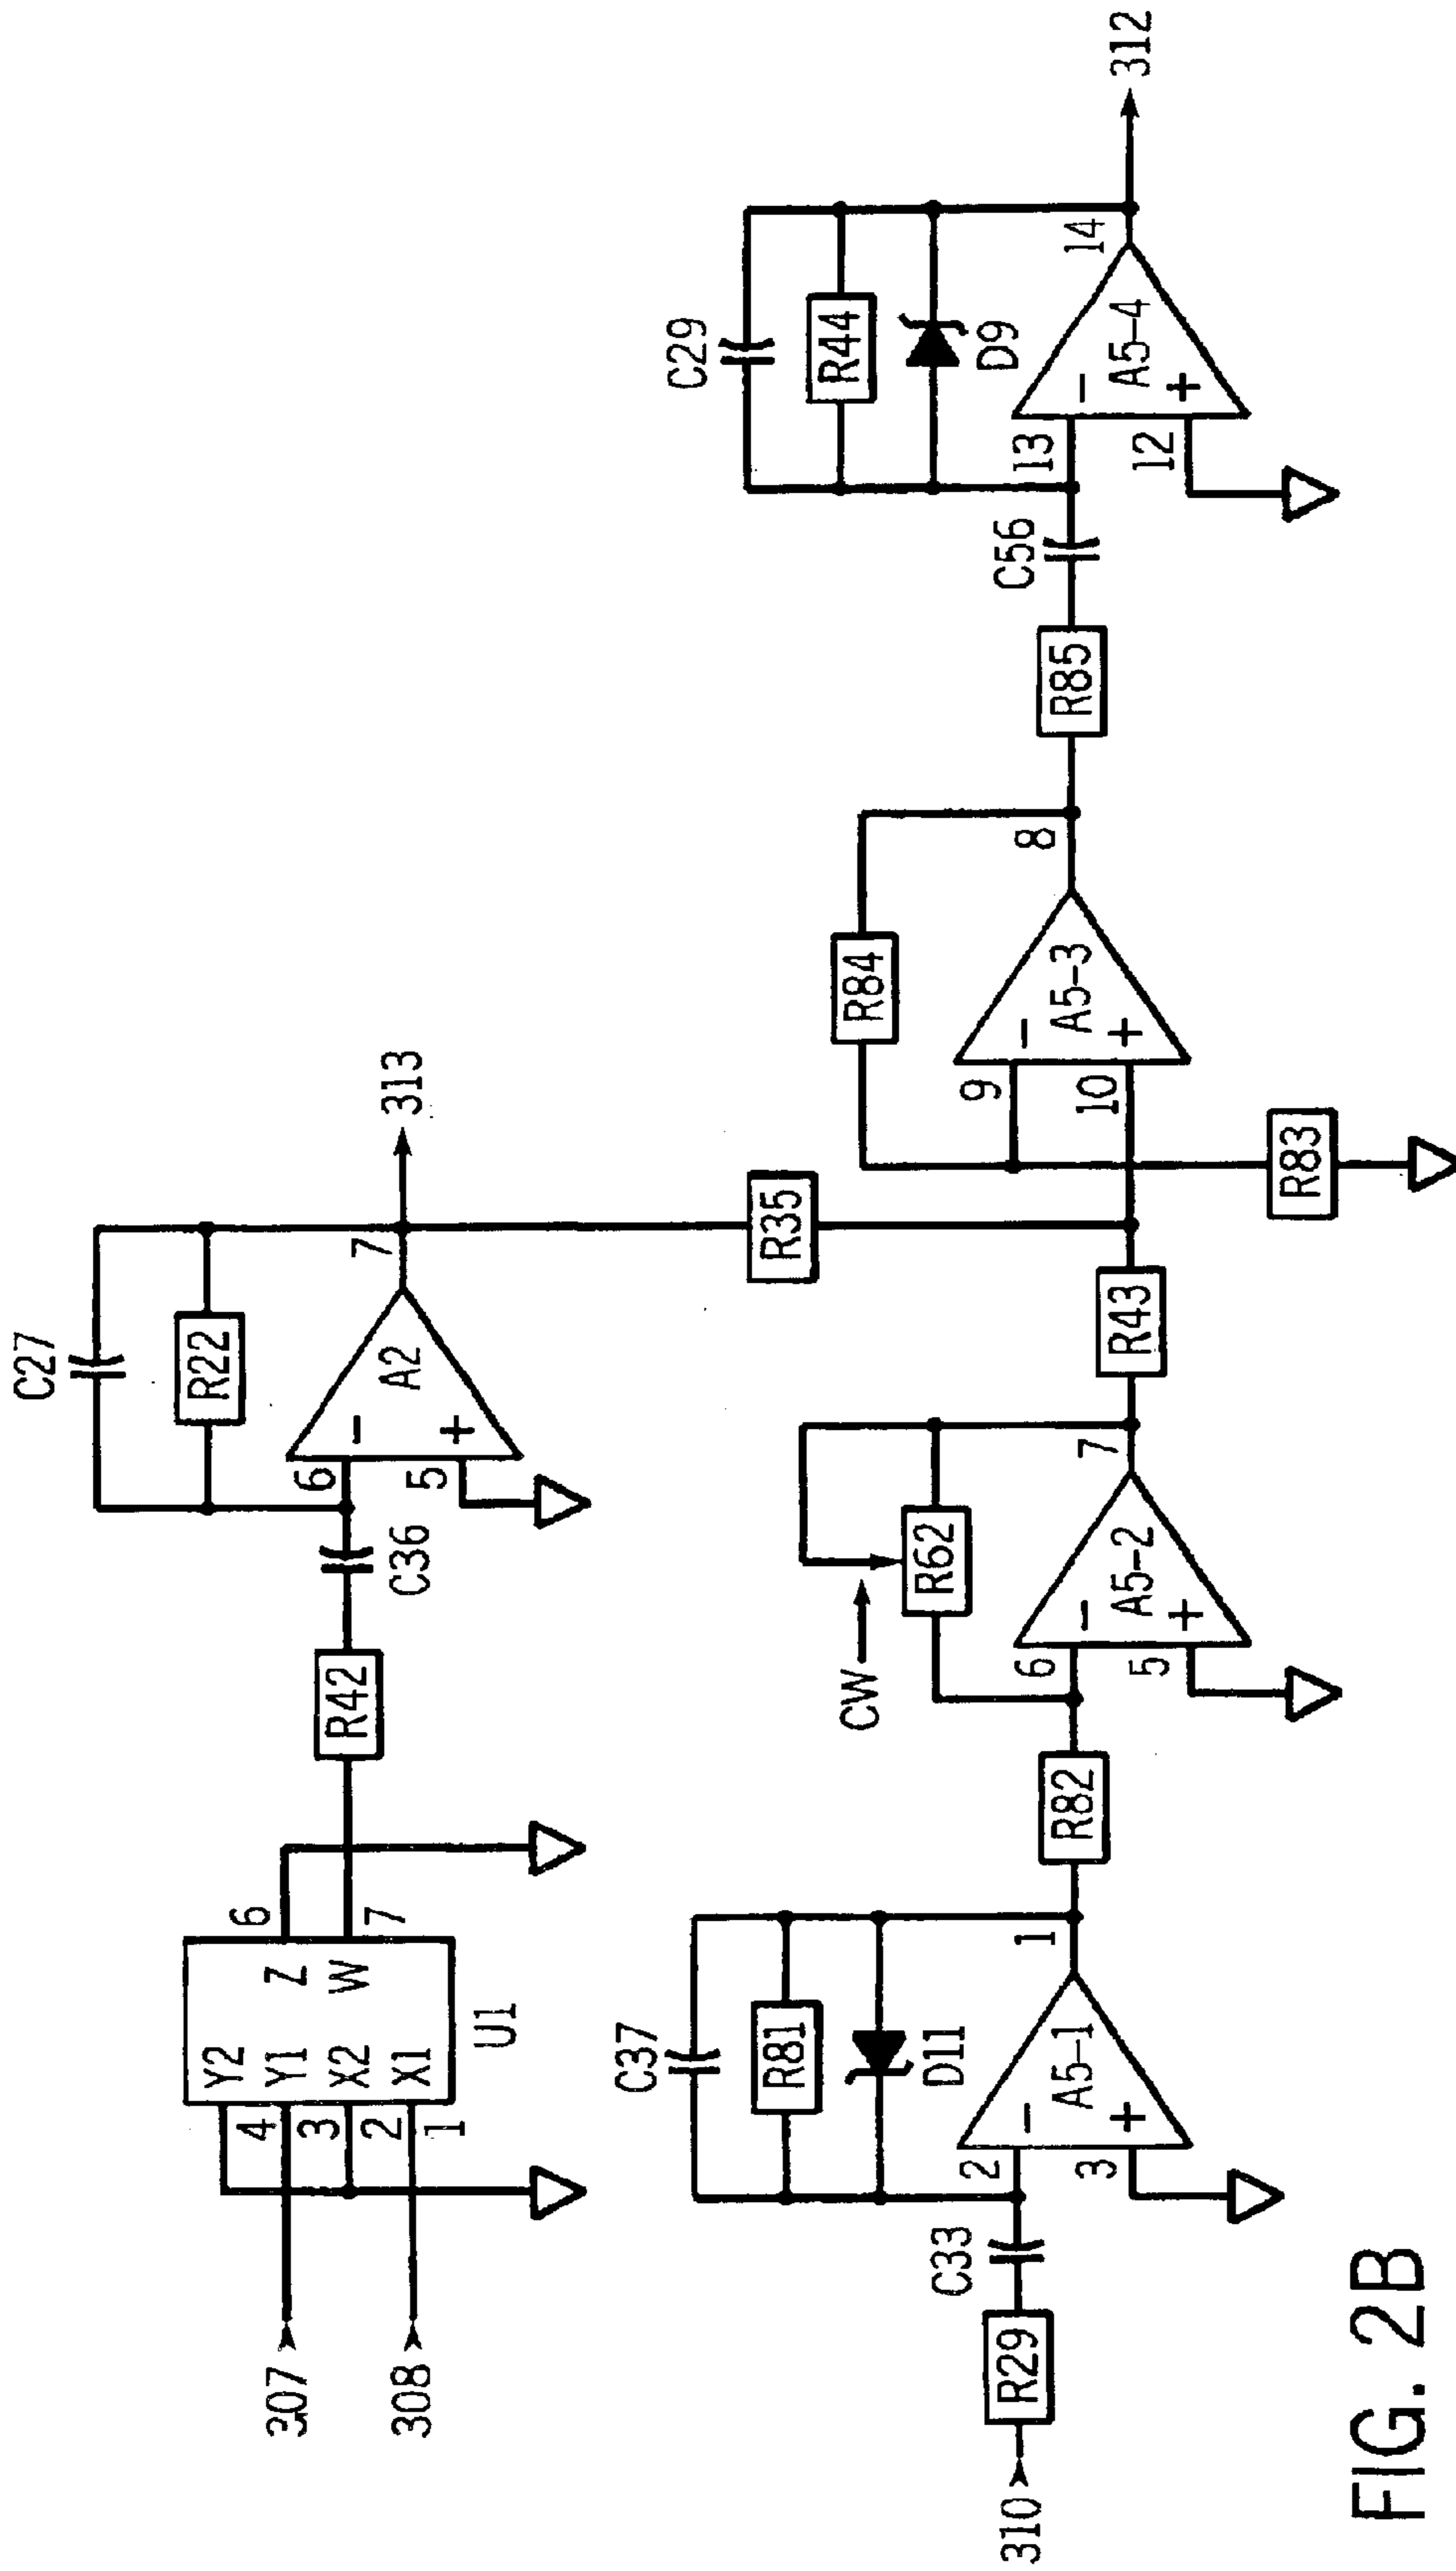 C27
R22
307
308
Y2
Y1
X2
X1
Z
W
4
3
2
1
6
7
U1
R42
C36
6
5
−
+
A2
7
313
R35
310
R29
C33
C37
R81
D11
2
3
−
+
A5-1
1
R82
CW
R62
6
5
−
+
A5-2
7
R43
R84
9
10
−
+
A5-3
8
R83
R85
C56
C29
R44
D9
13
12
−
+
A5-4
14
312
FIG. 2B